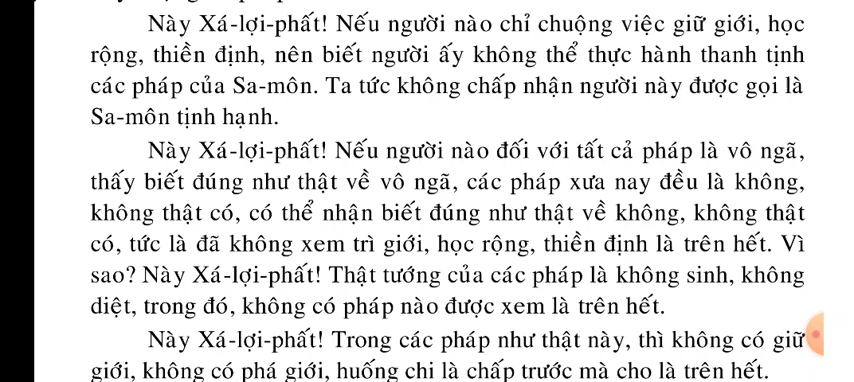 Này Xá-lợi-phất! Nếu người nào chỉ chuộng việc giữ giới, học
rộng, thiền định, nên biết người ấy không thể thực hành thanh tịnh
các pháp của Sa-môn. Ta tức không chấp nhận người này được gọi là
Sa-môn tịnh hạnh.
Này Xá-lợi-phất! Nếu người nào đối với tất cả pháp là vô ngã,
thấy biết đúng như thật về vô ngã, các pháp xưa nay đều là không,
không thật có, có thể nhận biết đúng như thật về không, không thật
có, tức là đã không xem trì giới, học rộng, thiền định là trên hết. Vì
sao? Này Xá-lợi-phất! Thật tướng của các pháp là không sinh, không
diệt, trong đó, không có pháp nào được xem là trên hết.
Này Xá-lợi-phất! Trong các pháp như thật này, thì không có giữ
giới, không có phá giới, huống chi là chấp trước mà cho là trên hết.